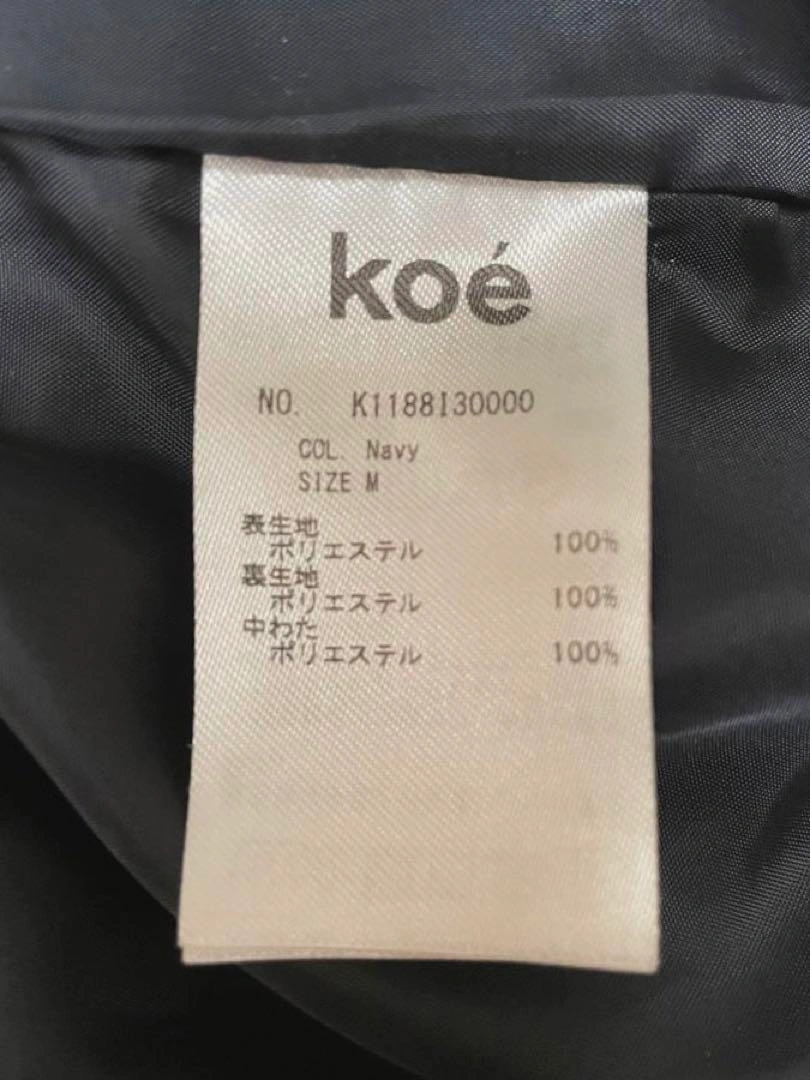 koé
NO. K1188I30000
COL. Navy
SIZE M
表生地
ポリエステル 100%
裏生地
ポリエステル 100%
中わた
ポリエステル 100%